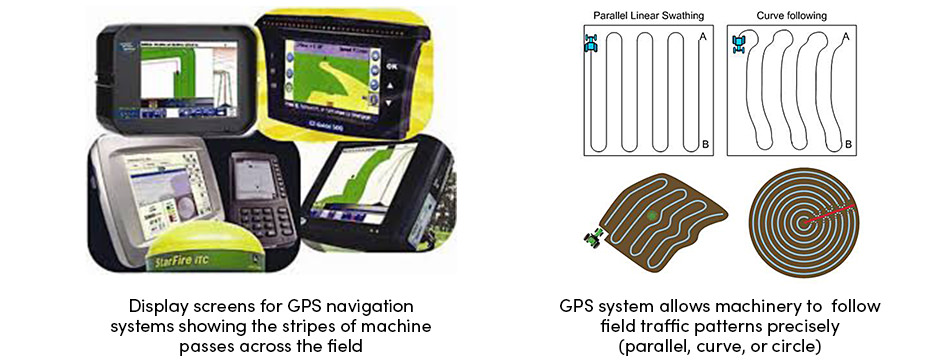 OK
EZ-Guide 500
StarFire iTC
Display screens for GPS navigation
systems showing the stripes of machine
passes across the field
Parallel Linear Swathing
A
B
Curve following
A
B
GPS system allows machinery to follow
field traffic patterns precisely
(parallel, curve, or circle)